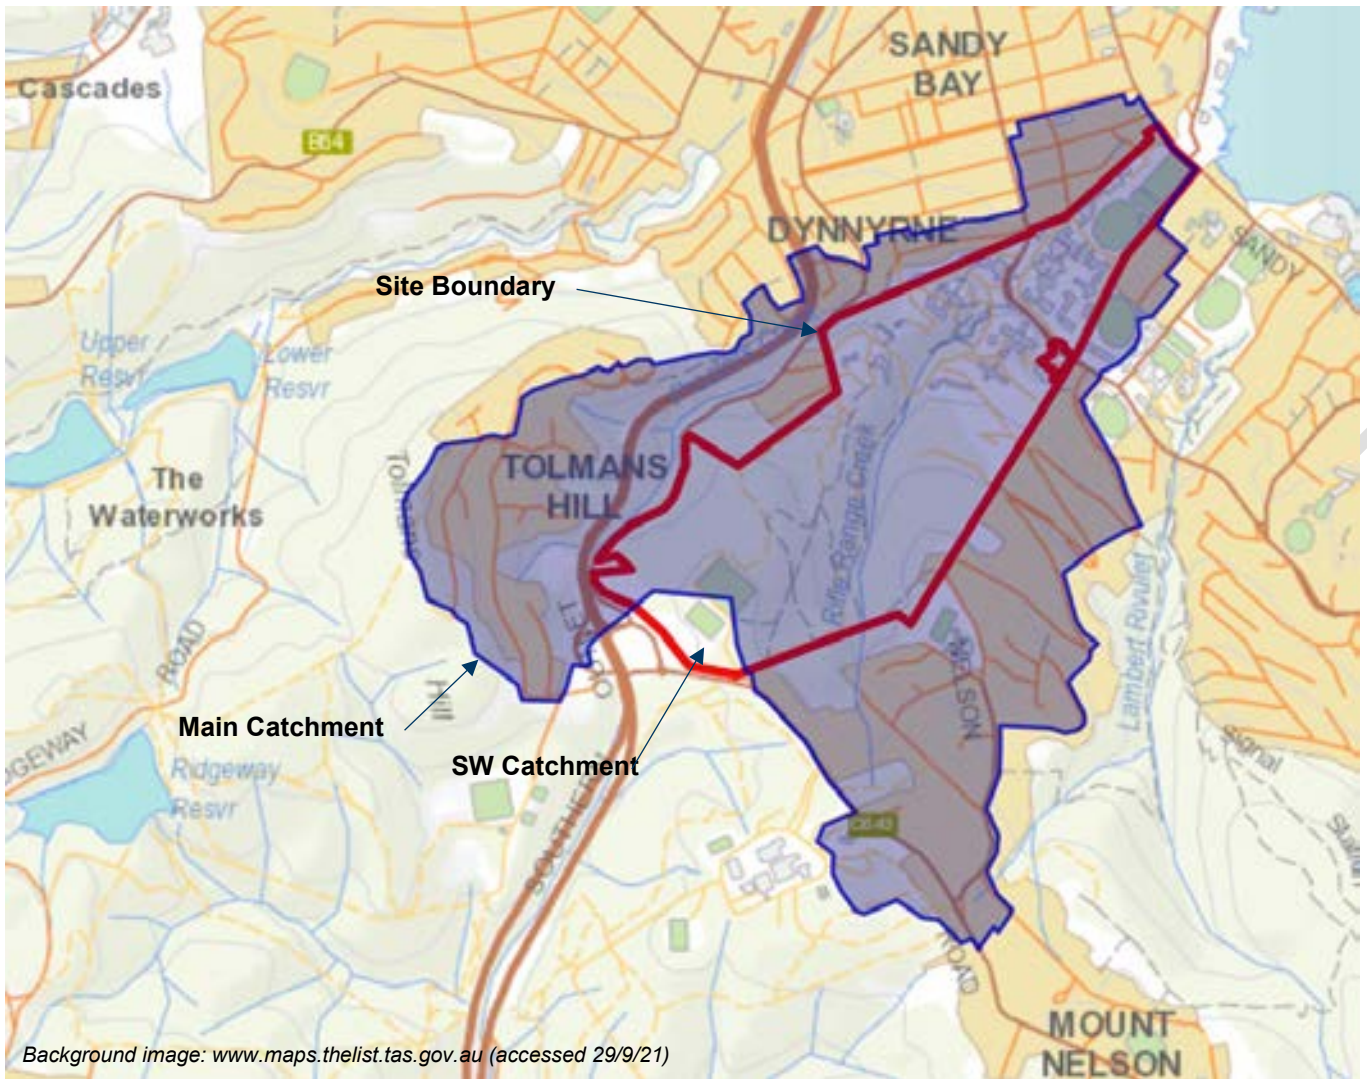 SANDY
BAY
Cascades
B64
DYNNYRNE
SANDY
Site Boundary
Upper
Resvr
Lower
Resvr
TOLMANS
HILL
The
Waterworks
Rifle Range Creek
Lambert Rivulet
ROAD
NELSON
Hill
Main Catchment
SW Catchment
Ridgeway
Resvr
SOUTHERN
Signal
ROAD
MOUNT
NELSON
Background image: www.maps.thelist.tas.gov.au (accessed 29/9/21)